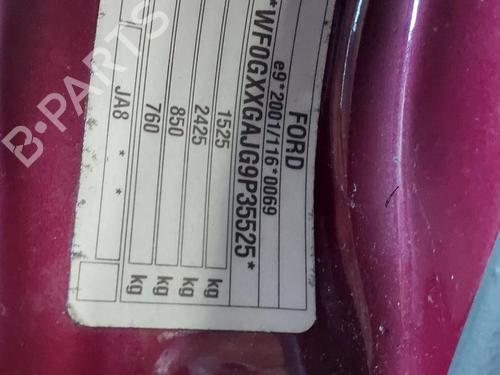 FORD
e9*2001/116*0069
*WF0GXXGAJG9P35525*
1525 kg
2425 kg
850 kg
760 kg
JA8 * *
B-PARTS